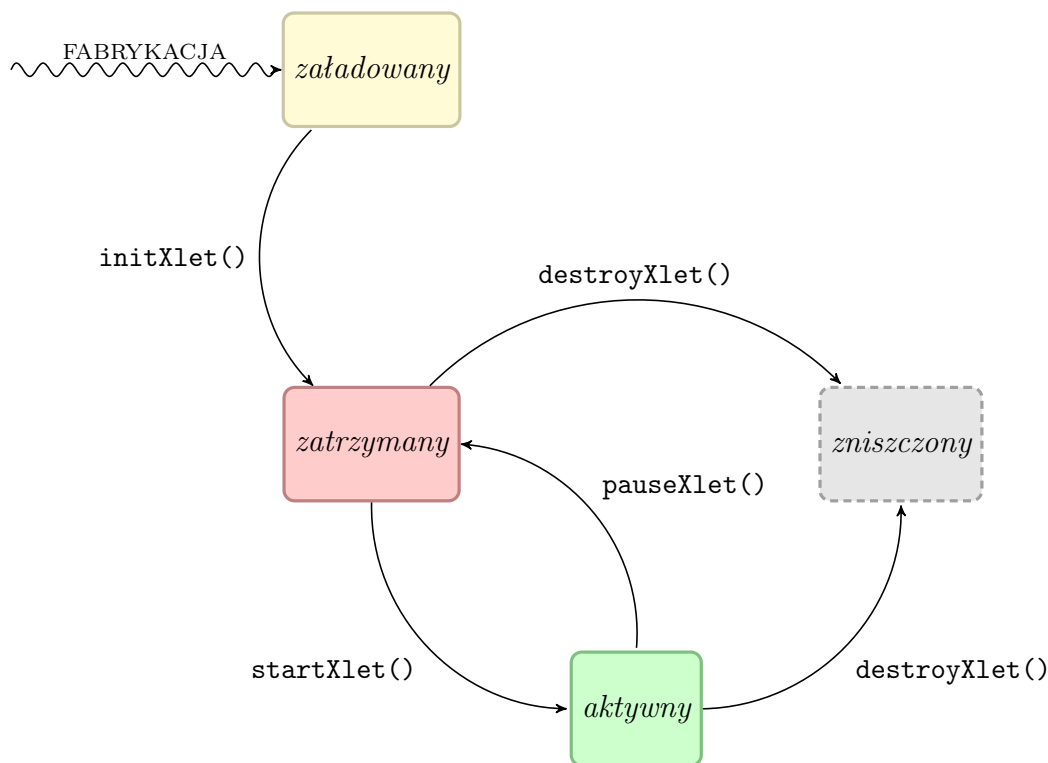 FABRYKACJA
załadowany
initXlet()
destroyXlet()
zatrzymany
zniszczony
pauseXlet()
startXlet()
destroyXlet()
aktywny